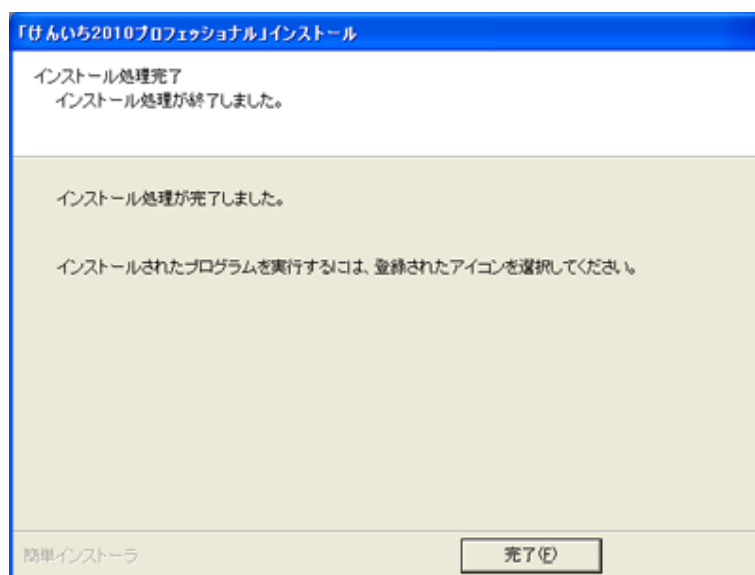 「けんいち2010プロフェッショナル」インストール
インストール処理完了
インストール処理が終了しました。
インストール処理が完了しました。
インストールされたプログラムを実行するには、登録されたアイコンを選択してください。
簡単インストーラ
完了(F)